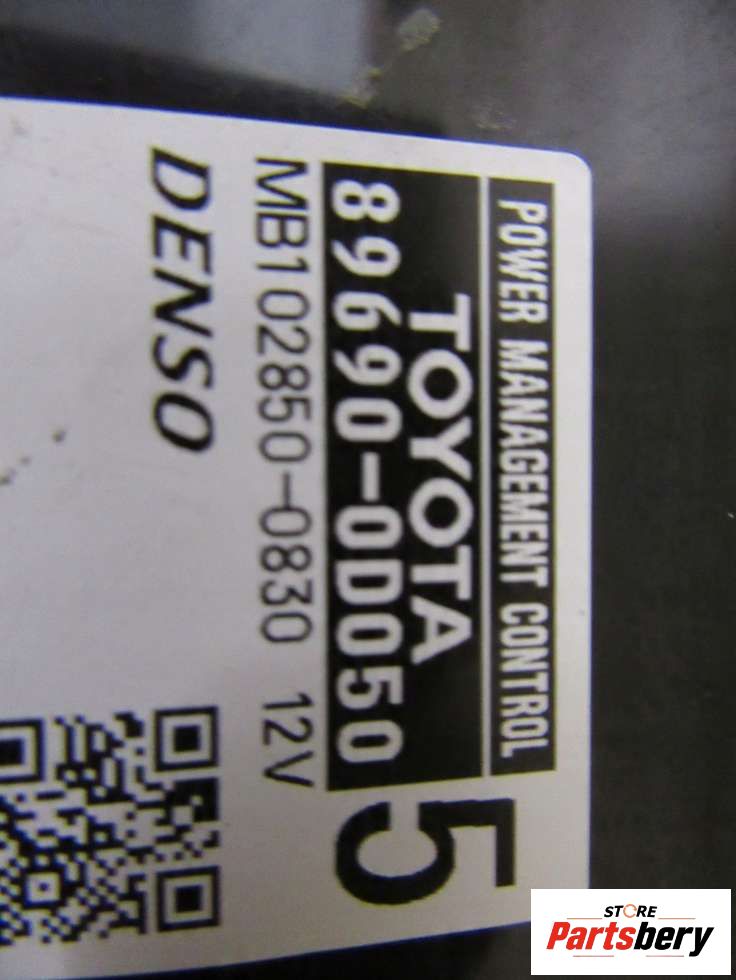 POWER MANAGEMENT CONTROL
TOYOTA
89690-0D050
5
MB102850-0830 12V
DENSO
STORE
Partsbery